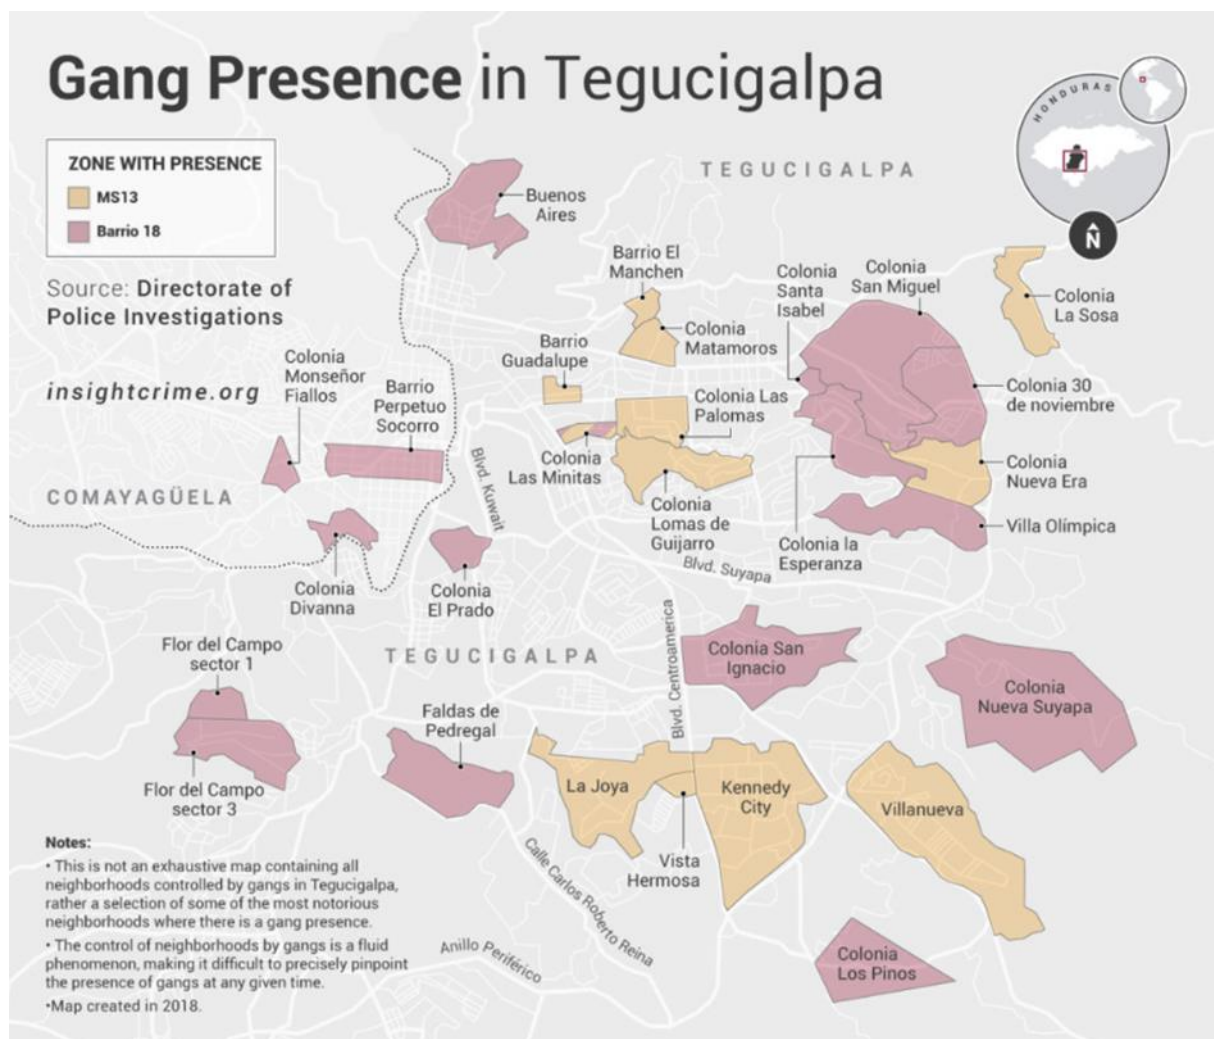 Gang Presence in Tegucigalpa
ZONE WITH PRESENCE
MS13
Barrio 18
Source: Directorate of
Police Investigations
insightcrime.org
HONDURAS
N
TEGUCIGALPA
Buenos
Aires
Barrio El
Manchen
Colonia
Santa
Isabel
Colonia
San Miguel
Colonia
La Sosa
Colonia
Matamoros
Barrio
Guadalupe
Colonia
Monseñor
Fiallos
Barrio
Perpetuo
Socorro
Colonia Las
Palomas
Colonia 30
de noviembre
Colonia
Las Minitas
Blvd. Kuwait
Colonia
Nueva Era
COMAYAGÜELA
Colonia
Lomas de
Guijarro
Villa Olímpica
Colonia la
Esperanza
Blvd. Suyapa
Colonia
Divanna
Colonia
El Prado
Flor del Campo
sector 1
TEGUCIGALPA
Blvd. Centroamerica
Colonia San
Ignacio
Colonia
Nueva Suyapa
Faldas de
Pedregal
Flor del Campo
sector 3
La Joya
Kennedy
City
Villanueva
Vista
Hermosa
Calle Carlos Roberto Reina
Anillo Periférico
Colonia
Los Pinos
Notes:
• This is not an exhaustive map containing all
neighborhoods controlled by gangs in Tegucigalpa,
rather a selection of some of the most notorious
neighborhoods where there is a gang presence.
• The control of neighborhoods by gangs is a fluid
phenomenon, making it difficult to precisely pinpoint
the presence of gangs at any given time.
•Map created in 2018.